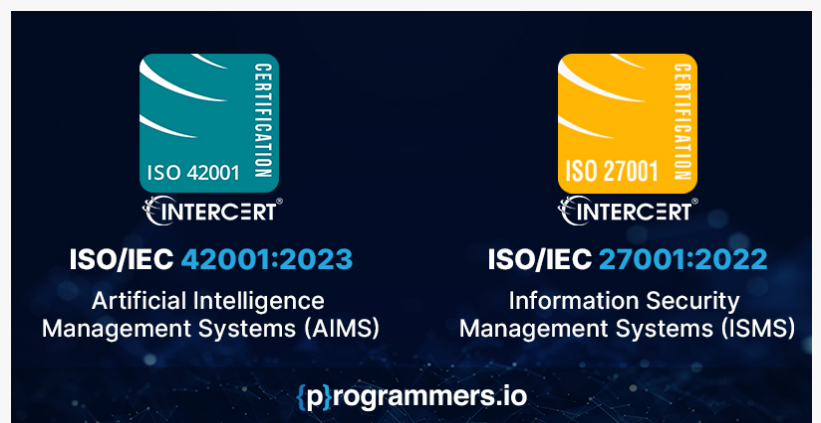 CERTIFICATION
ISO 42001
INTERCERT®
ISO/IEC 42001:2023
Artificial Intelligence
Management Systems (AIMS)
CERTIFICATION
ISO 27001
INTERCERT®
ISO/IEC 27001:2022
Information Security
Management Systems (ISMS)
{p}rogrammers.io